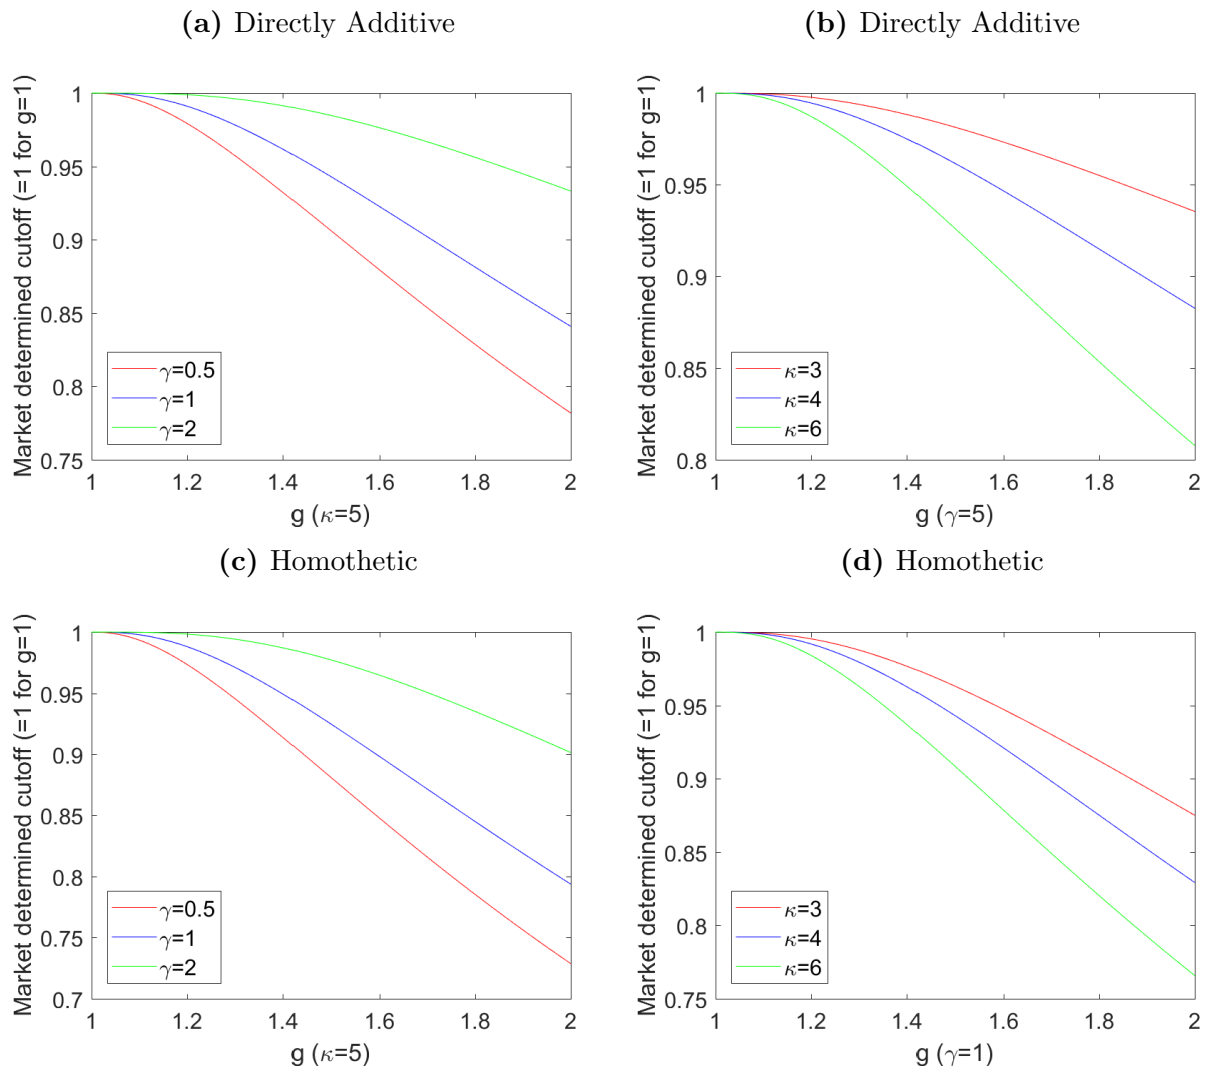 (a) Directly Additive
Market determined cutoff (=1 for g=1)
1
0.95
0.9
0.85
0.8
0.75
γ=0.5
γ=1
γ=2
1 1.2 1.4 1.6 1.8 2
g (κ=5)
(b) Directly Additive
Market determined cutoff (=1 for g=1)
1
0.95
0.9
0.85
0.8
κ=3
κ=4
κ=6
1 1.2 1.4 1.6 1.8 2
g (γ=5)
(c) Homothetic
Market determined cutoff (=1 for g=1)
1
0.95
0.9
0.85
0.8
0.75
0.7
γ=0.5
γ=1
γ=2
1 1.2 1.4 1.6 1.8 2
g (κ=5)
(d) Homothetic
Market determined cutoff (=1 for g=1)
1
0.95
0.9
0.85
0.8
0.75
κ=3
κ=4
κ=6
1 1.2 1.4 1.6 1.8 2
g (γ=1)